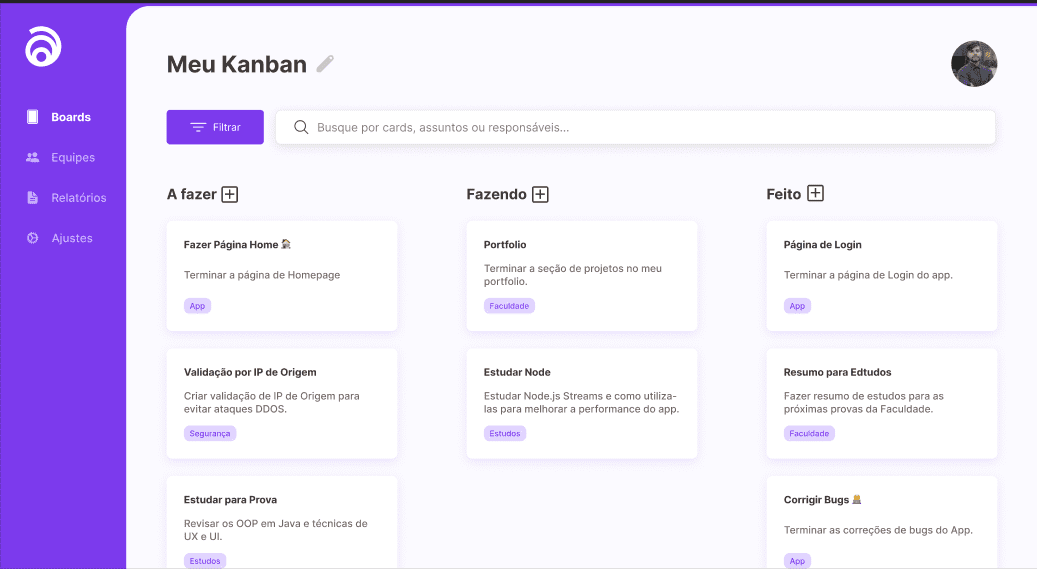 Meu Kanban
Boards
Equipes
Relatórios
Ajustes
Filtrar
Busque por cards, assuntos ou responsáveis...
A fazer
Fazer Página Home
Terminar a página de Homepage
App
Validação por IP de Origem
Criar validação de IP de Origem para
evitar ataques DDOS.
Segurança
Estudar para Prova
Revisar os OOP em Java e técnicas de
UX e UI.
Estudos
Fazendo
Portfolio
Terminar a seção de projetos no meu
portfolio.
Faculdade
Estudar Node
Estudar Node.js Streams e como utiliza-
las para melhorar a performance do app.
Estudos
Feito
Página de Login
Terminar a página de Login do app.
App
Resumo para Edtudos
Fazer resumo de estudos para as
próximas provas da Faculdade.
Faculdade
Corrigir Bugs
Terminar as correções de bugs do App.
App